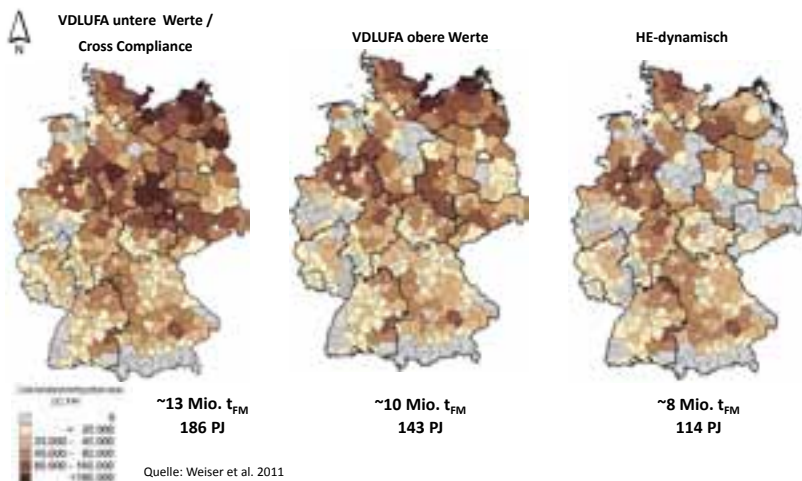 VDLUFA untere Werte /
Cross Compliance
VDLUFA obere Werte
HE-dynamisch
N
~13 Mio. tFM
186 PJ
~10 Mio. tFM
143 PJ
~8 Mio. tFM
114 PJ
0
Quelle: Weiser et al. 2011